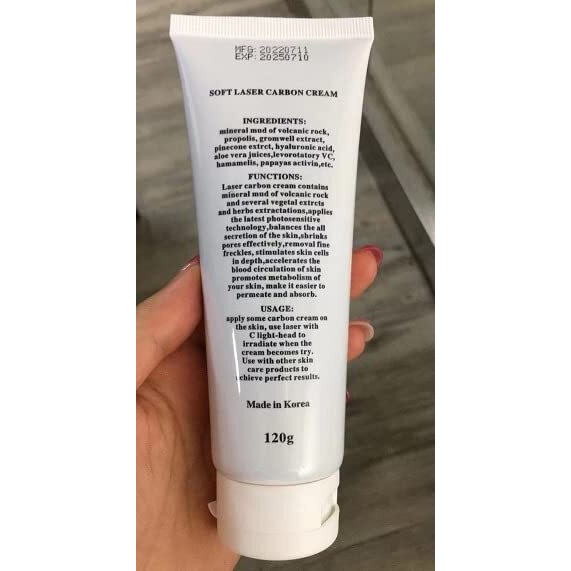 MFG: 20220711
EXP: 20250710
SOFT LASER CARBON CREAM
INGREDIENTS:
mineral mud of volcanic rock,
propolis, gromwell extract,
pinecone extrct, hyaluronic acid,
aloe vera juices,levorotatory VC,
hamamelis, papayas activin,etc.
FUNCTIONS:
Laser carbon cream contains
mineral mud of volcanic rock
and several vegetal extrcts
and herbs extractations,applies
the latest photosensitive
technology,balances the all
secretion of the skin,shrinks
pores effectively,removal fine
freckles, stimulates skin cells
in depth,accelerates the
blood circulation of skin
promotes metabolism of
your skin, make it easier to
permeate and absorb.
USAGE:
apply some carbon cream on
the skin, use laser with
C light-head to
irradiate when the
cream becomes try.
Use with other skin
care products to
achieve perfect results.
Made in Korea
120g